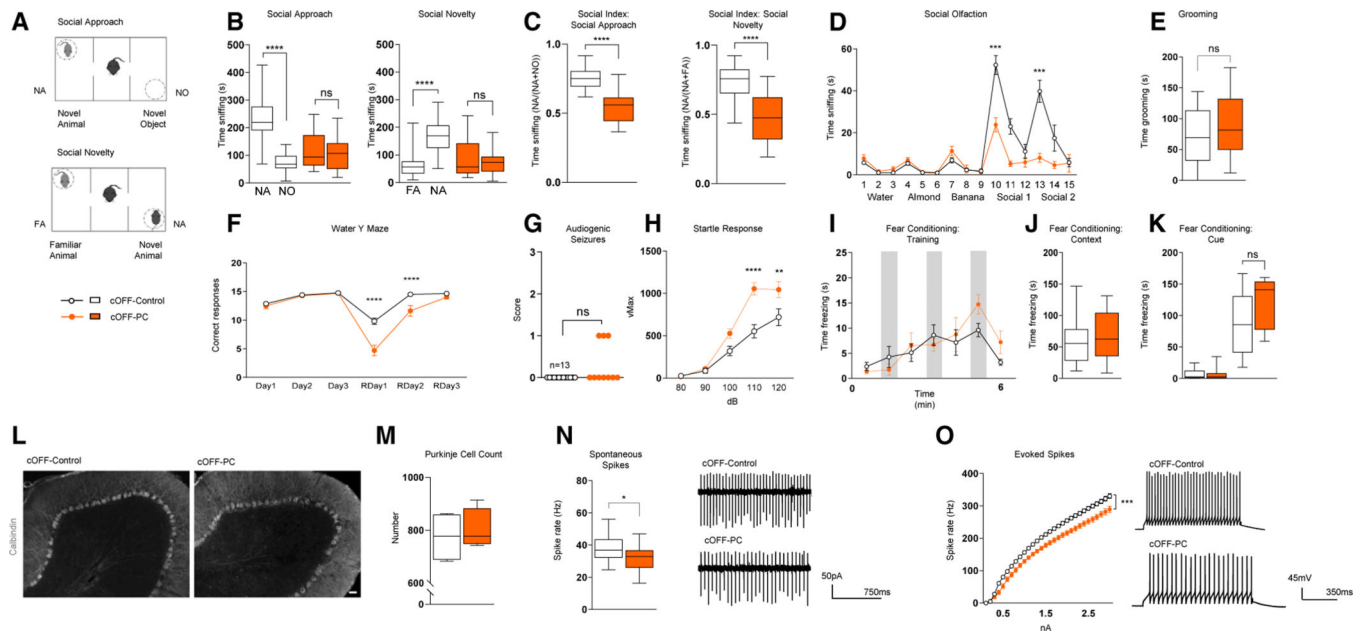 A
Social Approach
NA
NO
Novel Animal
Novel Object
Social Novelty
FA
NA
Familiar Animal
Novel Animal
cOFF-Control
cOFF-PC
B
Social Approach
Time sniffing (s)
500
400
300
200
100
0
****
ns
NA NO
Social Novelty
Time sniffing (s)
500
400
300
200
100
0
****
ns
FA NA
C
Social Index:
Social Approach
Time sniffing (NA/(NA+NO))
1.0
0.5
0.0
****
Social Index: Social
Novelty
Time sniffing (NA/(NA+FA))
1.0
0.5
0.0
****
D
Social Olfaction
Time sniffing (s)
60
40
20
0
***
***
1 2 3 4 5 6 7 8 9 10 11 12 13 14 15
Water Almond Banana Social 1 Social 2
E
Grooming
Time grooming (s)
200
150
100
50
0
ns
F
Water Y Maze
Correct responses
20
15
10
5
0
****
****
Day1 Day2 Day3 RDay1 RDay2 RDay3
G
Audiogenic
Seizures
Score
3
2
1
0
ns
n=13
H
Startle Response
vMax
1500
1000
500
0
****
**
80 90 100 110 120
dB
I
Fear Conditioning:
Training
Time freezing (s)
25
20
15
10
5
0
0
6
Time
(min)
J
Fear Conditioning:
Context
Time freezing (s)
200
150
100
50
0
K
Fear Conditioning:
Cue
Time freezing (s)
200
150
100
50
0
ns
L
cOFF-Control
cOFF-PC
Calbindin
M
Purkinje Cell Count
Number
1000
800
600
0
N
Spontaneous
Spikes
Spike rate (Hz)
80
60
40
20
0
*
cOFF-Control
cOFF-PC
50pA
750ms
O
Evoked Spikes
Spike rate (Hz)
400
300
200
100
0
***
0.5 1.5 2.5
nA
cOFF-Control
cOFF-PC
45mV
350ms